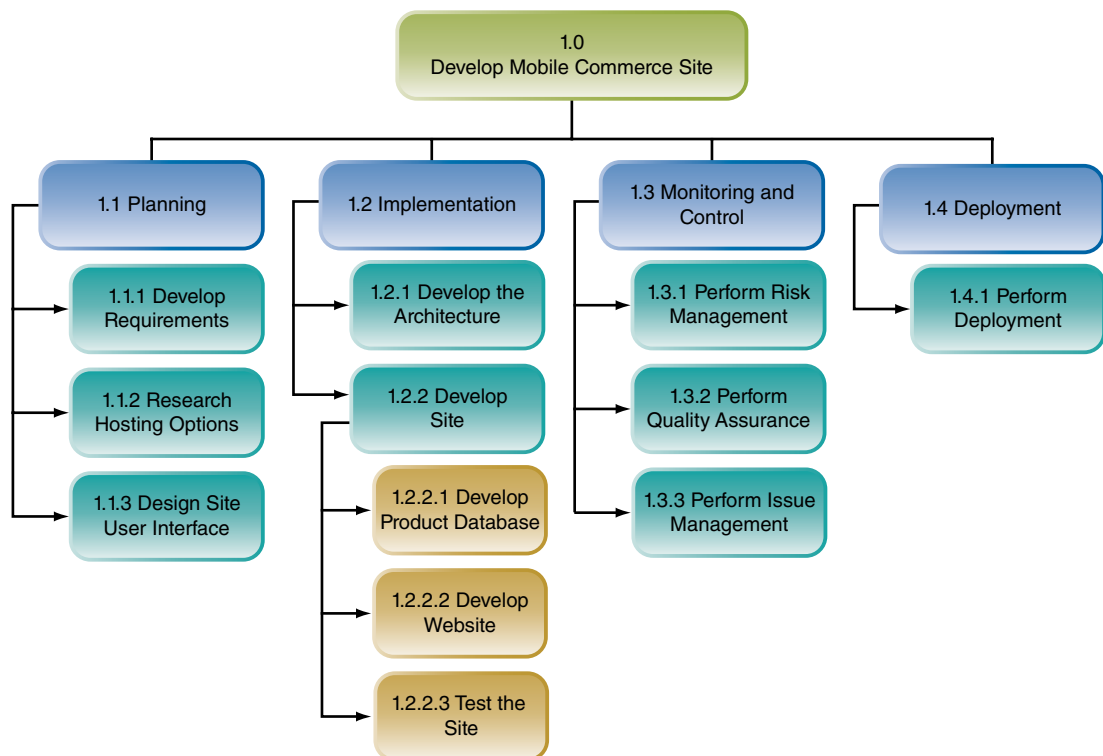 1.0
Develop Mobile Commerce Site
1.1 Planning
1.1.1 Develop
Requirements
1.1.2 Research
Hosting Options
1.1.3 Design Site
User Interface
1.2 Implementation
1.2.1 Develop the
Architecture
1.2.2 Develop
Site
1.2.2.1 Develop
Product Database
1.2.2.2 Develop
Website
1.2.2.3 Test the
Site
1.3 Monitoring and
Control
1.3.1 Perform Risk
Management
1.3.2 Perform
Quality Assurance
1.3.3 Perform Issue
Management
1.4 Deployment
1.4.1 Perform
Deployment